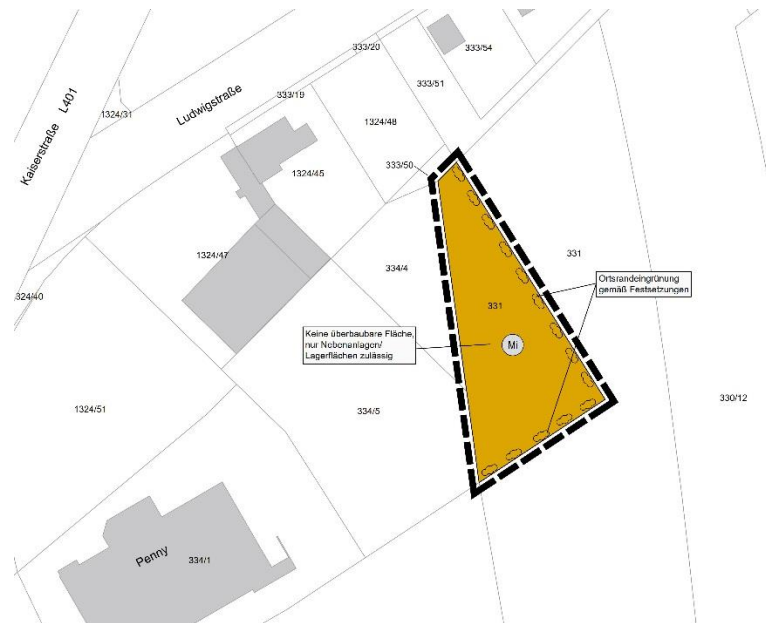 333/20
333/54
333/51
333/19
Ludwigstraße
Kaiserstraße L401
1324/31
1324/48
333/50
1324/45
1324/47
334/4
331
331
Ortsrandeingrünung
gemäß Festsetzungen
324/40
Keine überbaubare Fläche,
nur Nebenanlagen/
Lagerflächen zulässig
Mi
330/12
1324/51
334/5
Penny
334/1